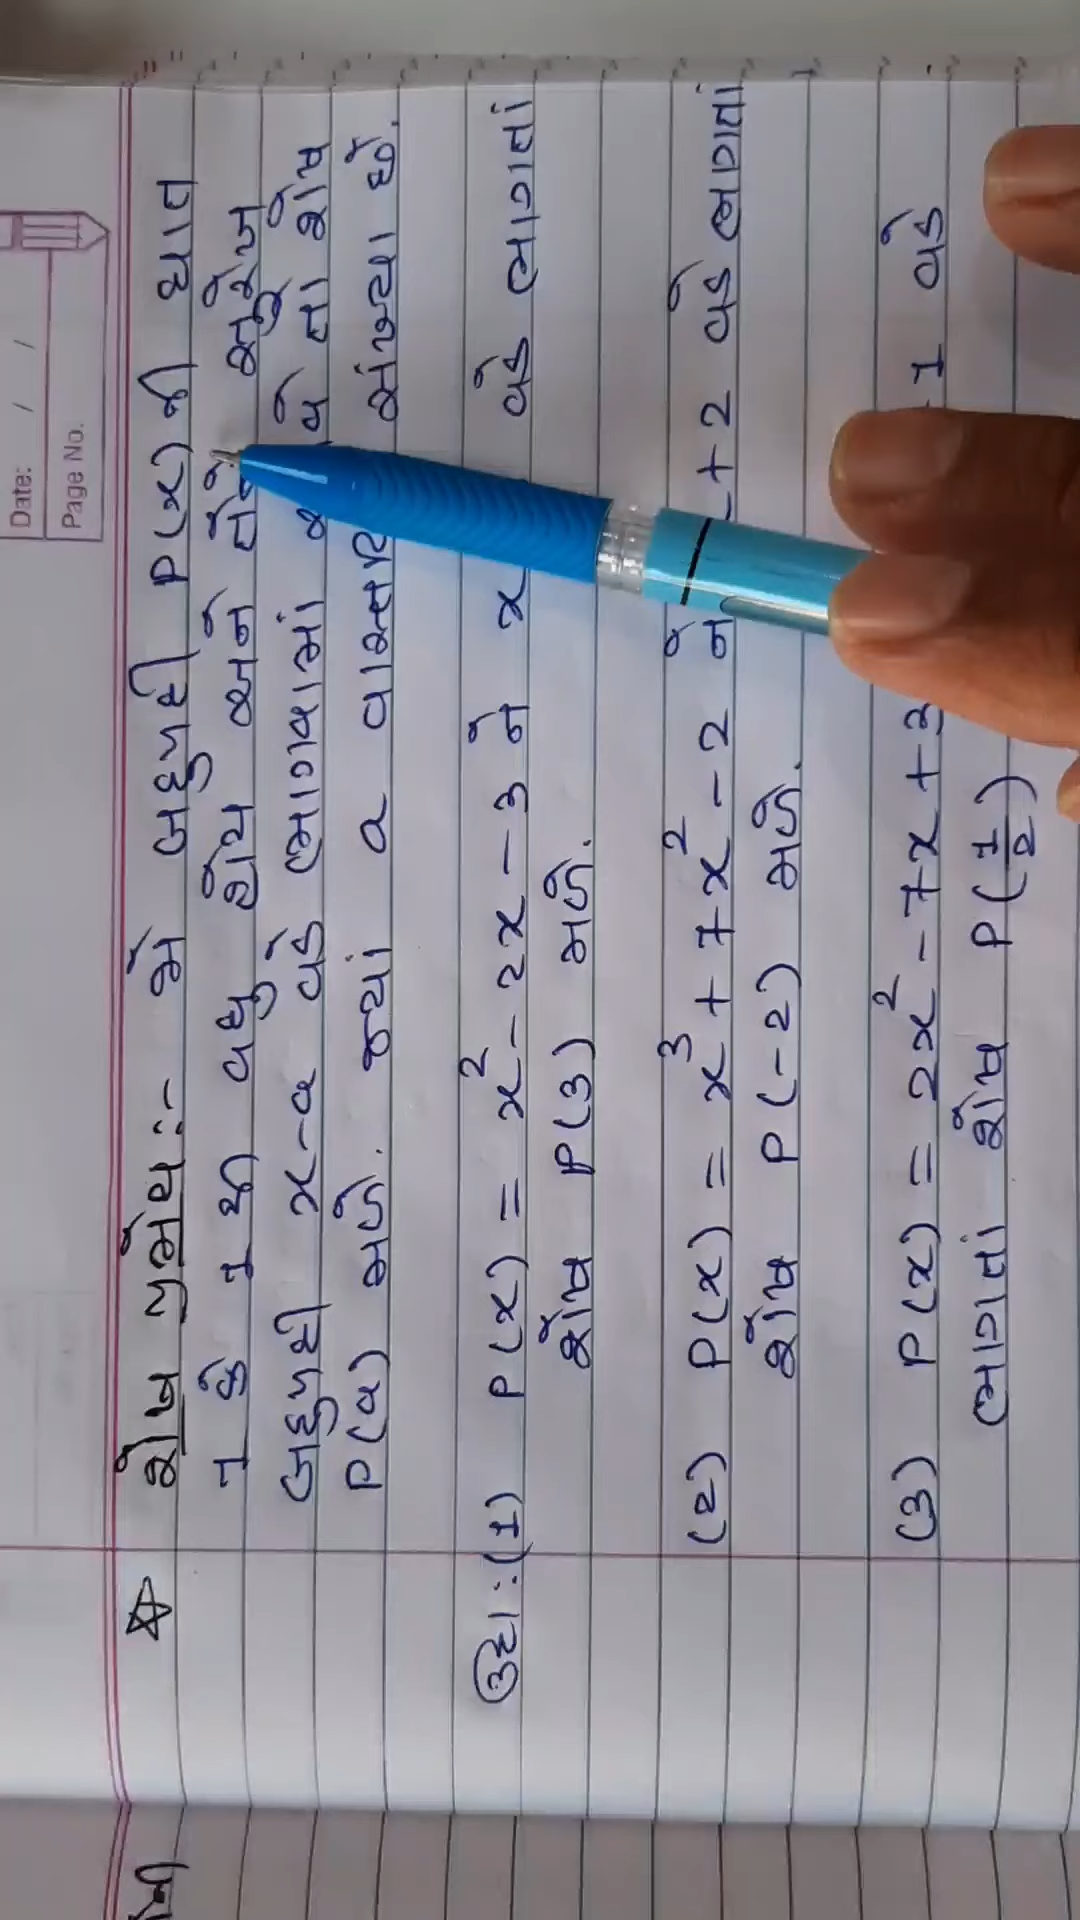 Date: / /
Page No.
☆ શેષ પ્રમેય:- જો બહુપદી P(x) ની ઘાત
1 કે 1 થી વધુ હોય અને તેને સુરેખ
બહુપદી x-a વડે ભાગવામાં આવે તો શેષ
P(a) મળે. જ્યાં a વાસ્તવિ સંખ્યા છે.
ઉદા:(1) P(x) = x² - 2x - 3 ને x વડે ભાગતાં
શેષ P(3) મળે.
(2) P(x) = x³ + 7x² - 2 ને +2 વડે ભાગતાં
શેષ P(-2) મળે.
(3) P(x) = 2x² - 7x + 3 1 વડે
ભાગતાં શેષ P(1/2)